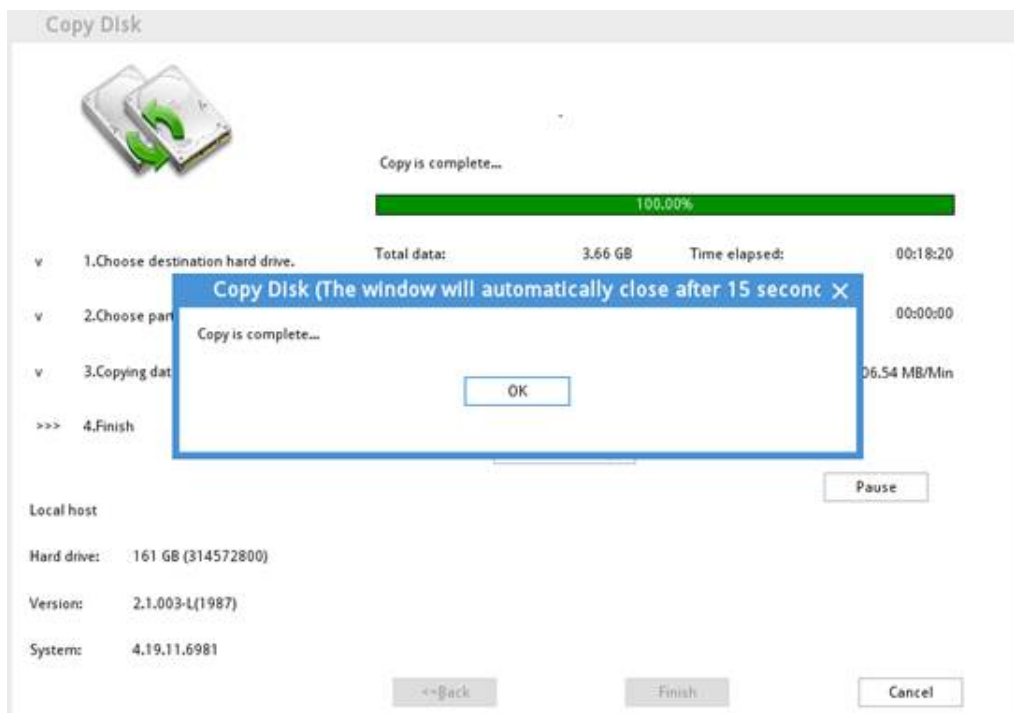 Copy Disk
Copy is complete...
100.00%
Total data: 3.66 GB Time elapsed: 00:18:20
v 1.Choose destination hard drive.
Copy Disk (The window will automatically close after 15 secon
v 2.Choose par
00:00:00
Copy is complete...
v 3.Copying dat
06.54 MB/Min
OK
>>> 4.Finish
Pause
Local host
Hard drive: 161 GB (314572800)
Version: 2.1.003-L(1987)
System: 4.19.11.6981
<<Back Finish Cancel